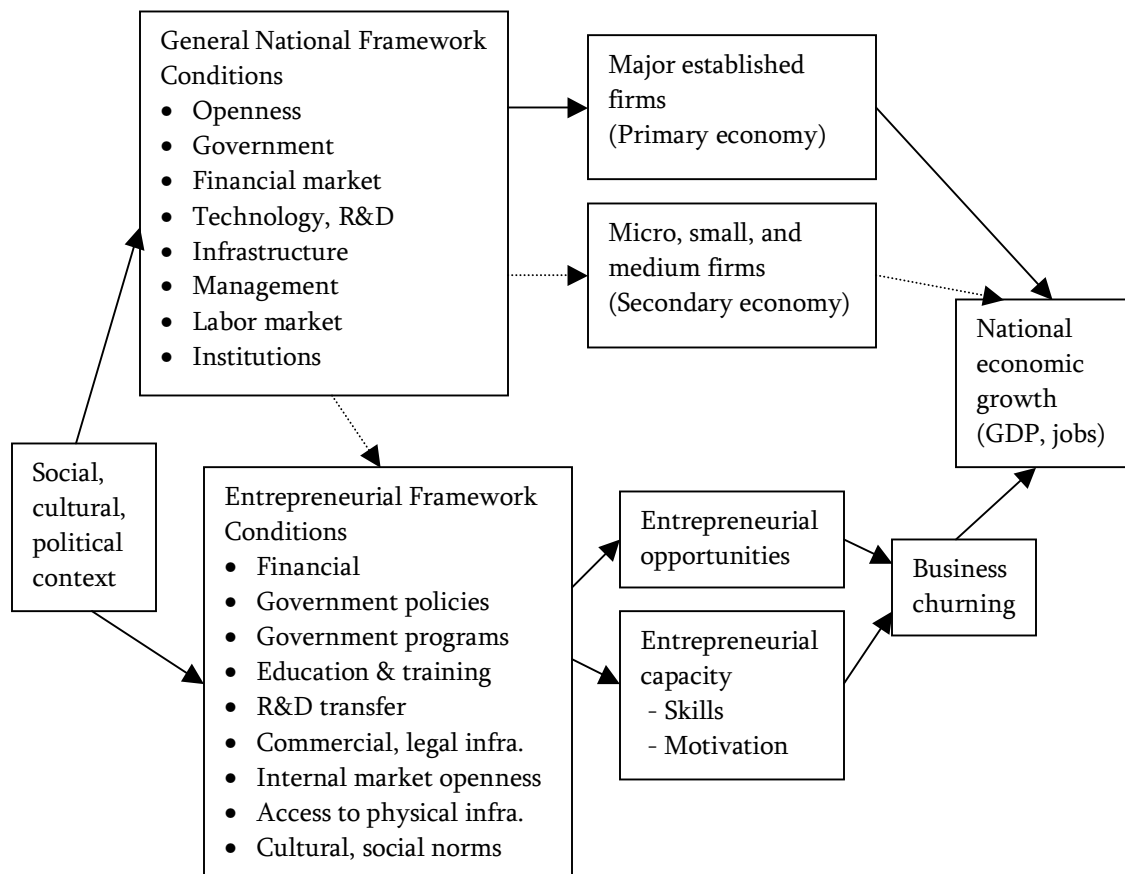 General National Framework
Conditions
• Openness
• Government
• Financial market
• Technology, R&D
• Infrastructure
• Management
• Labor market
• Institutions
Major established
firms
(Primary economy)
Micro, small, and
medium firms
(Secondary economy)
National
economic
growth
(GDP, jobs)
Social,
cultural,
political
context
Entrepreneurial Framework
Conditions
• Financial
• Government policies
• Government programs
• Education & training
• R&D transfer
• Commercial, legal infra.
• Internal market openness
• Access to physical infra.
• Cultural, social norms
Entrepreneurial
opportunities
Entrepreneurial
capacity
- Skills
- Motivation
Business
churning